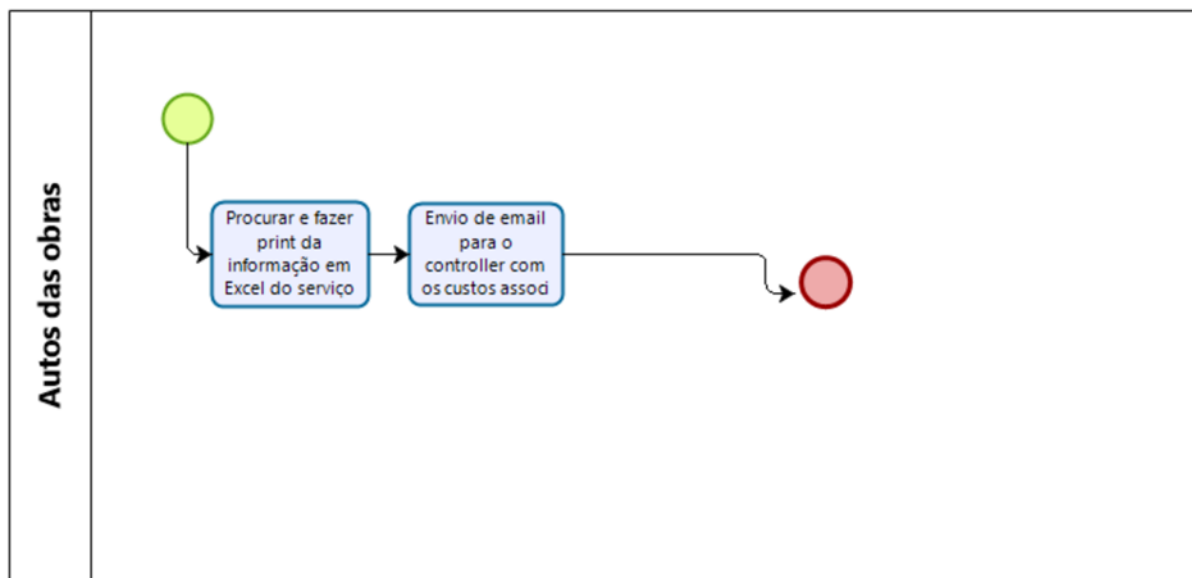 Autos das obras
Procurar e fazer
print da
informação em
Excel do serviço
Envio de email
para o
controller com
os custos associ